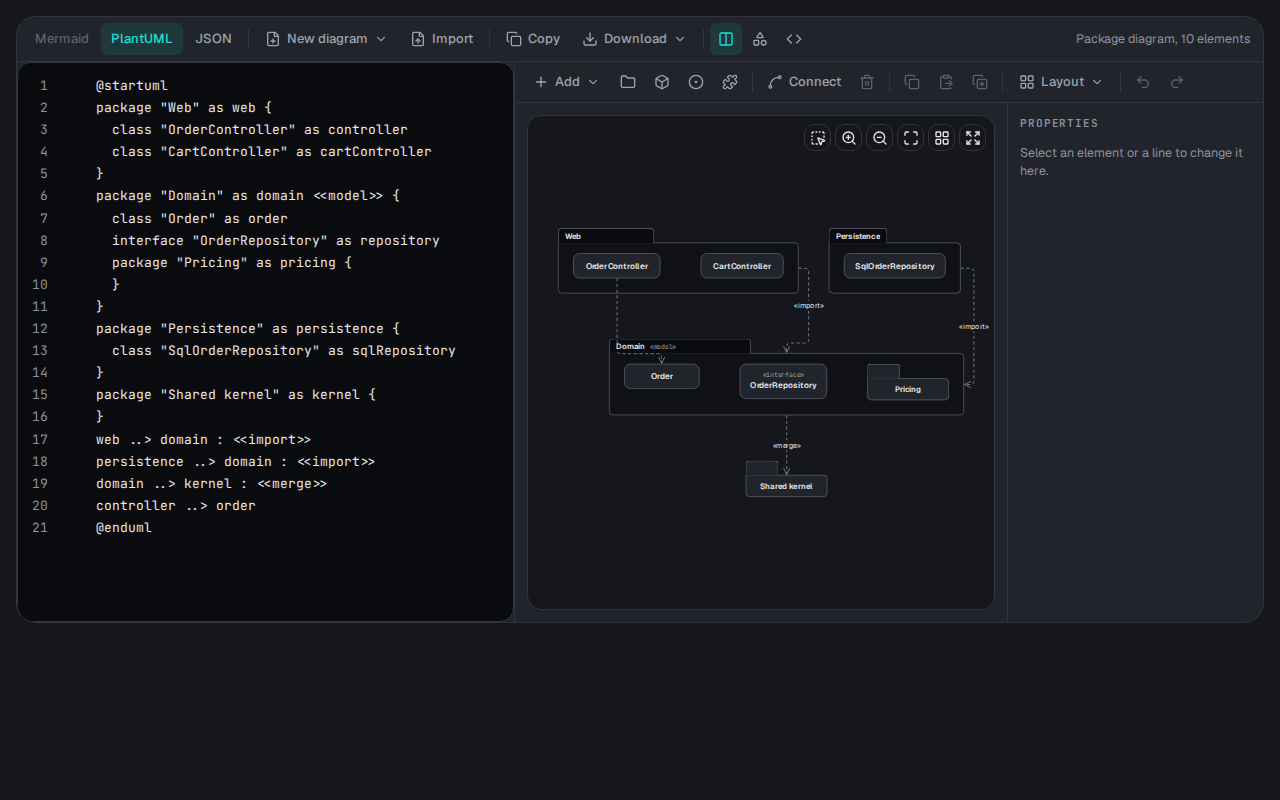 Mermaid PlantUML JSON New diagram Import Copy Download Package diagram, 10 elements
1 @startuml
2 package "Web" as web {
3 class "OrderController" as controller
4 class "CartController" as cartController
5 }
6 package "Domain" as domain <<model>> {
7 class "Order" as order
8 interface "OrderRepository" as repository
9 package "Pricing" as pricing {
10 }
11 }
12 package "Persistence" as persistence {
13 class "SqlOrderRepository" as sqlRepository
14 }
15 package "Shared kernel" as kernel {
16 }
17 web ..> domain : <<import>>
18 persistence ..> domain : <<import>>
19 domain ..> kernel : <<merge>>
20 controller ..> order
21 @enduml
Add Connect Layout
Web Persistence
OrderController CartController SqlOrderRepository
«import»
«import»
Domain «model»
«interface»
Order OrderRepository Pricing
«merge»
Shared kernel
PROPERTIES
Select an element or a line to change it
here.